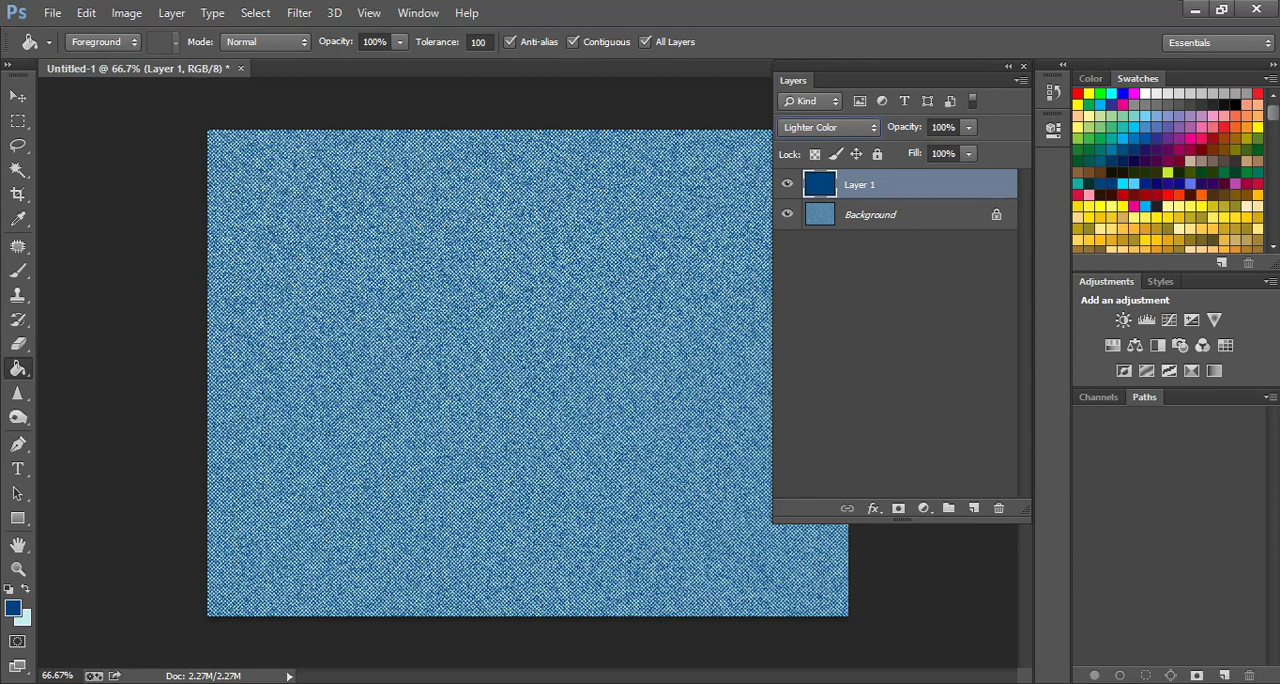 Ps File Edit Image Layer Type Select Filter 3D View Window Help
Foreground Mode: Normal Opacity: 100% Tolerance: 100 Anti-alias Contiguous All Layers Essentials
Untitled-1 @ 66.7% (Layer 1, RGB/8) * ×
Layers
Kind
Lighter Color Opacity: 100%
Lock: Fill: 100%
Layer 1
Background
fx
Color Swatches
Adjustments Styles
Add an adjustment
Channels Paths
66.67% Doc: 2.27M/2.27M